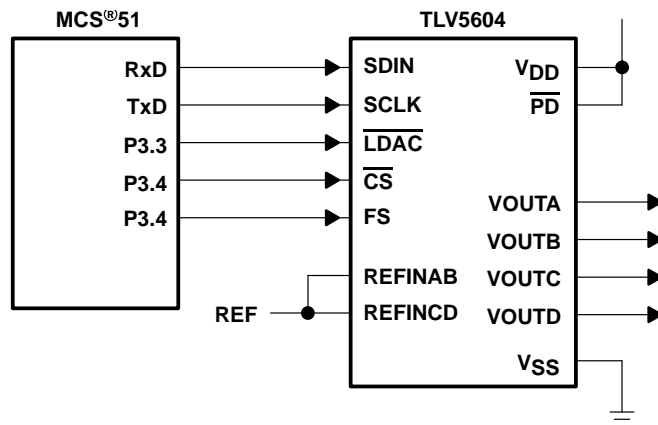 MCS®51
TLV5604
RxD
TxD
P3.3
P3.4
P3.4
SDIN
SCLK
LDAC
CS
FS
REFINAB
REFINCD
REF
VDD
PD
VOUTA
VOUTB
VOUTC
VOUTD
VSS